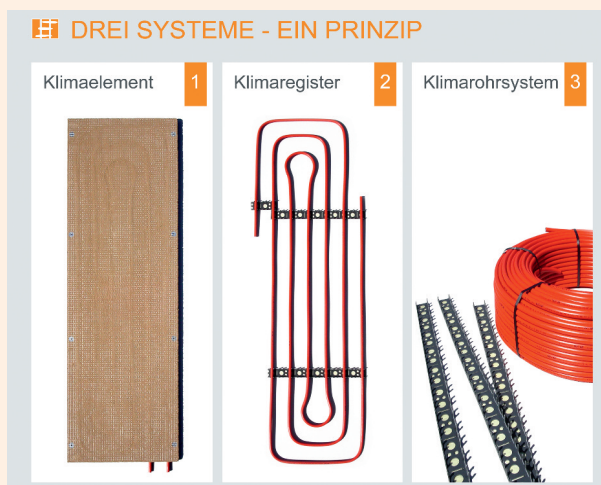 DREI SYSTEME - EIN PRINZIP
Klimaelement 1
Klimaregister 2
Klimarohrsystem 3